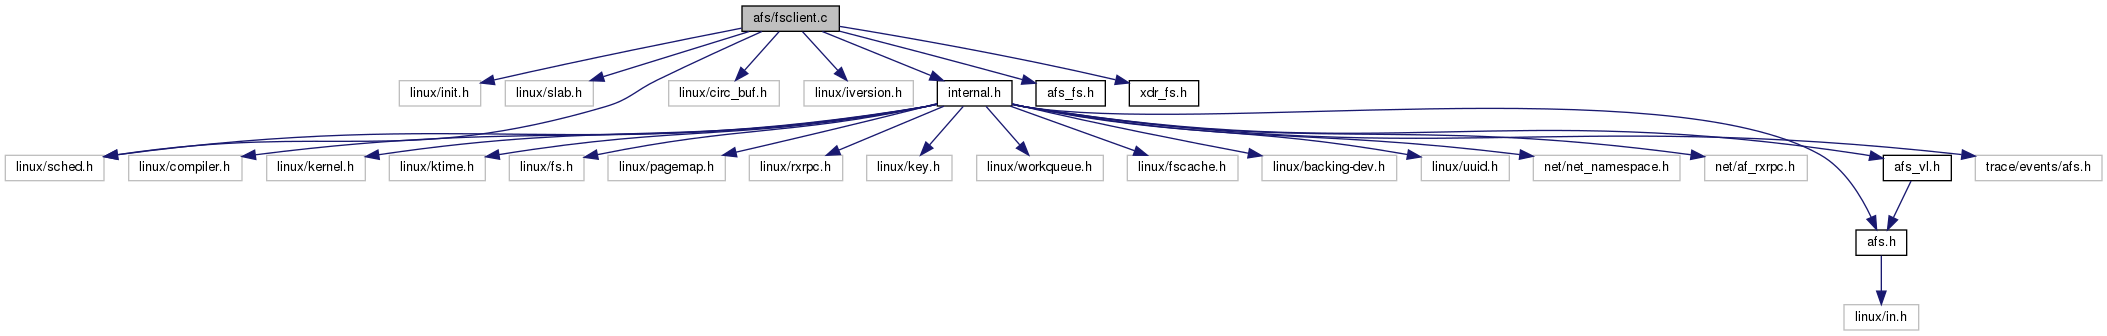 afs/fsclient.c
linux/init.h
linux/slab.h
linux/circ_buf.h
linux/iversion.h
internal.h
afs_fs.h
xdr_fs.h
linux/sched.h
linux/compiler.h
linux/kernel.h
linux/ktime.h
linux/fs.h
linux/pagemap.h
linux/rxrpc.h
linux/key.h
linux/workqueue.h
linux/fscache.h
linux/backing-dev.h
linux/uuid.h
net/net_namespace.h
net/af_rxrpc.h
afs_vl.h
trace/events/afs.h
afs.h
linux/in.h